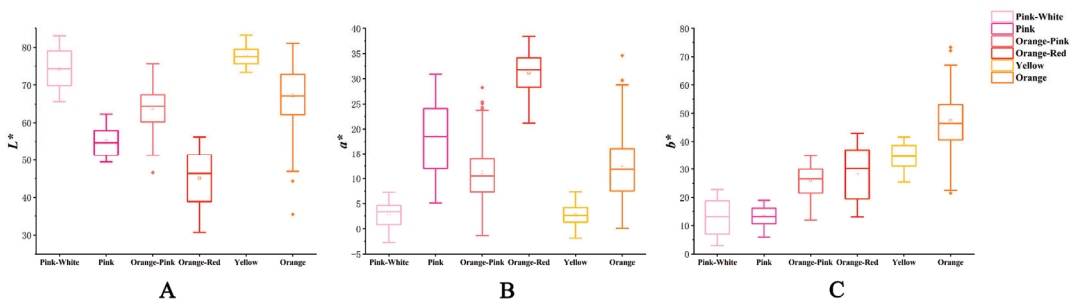 L*
80
70
60
50
40
30
Pink-White Pink Orange-Pink Orange-Red Yellow Orange
A
a*
40
35
30
25
20
15
10
5
0
-5
Pink-White Pink Orange-Pink Orange-Red Yellow Orange
B
b*
80
70
60
50
40
30
20
10
0
Pink-White Pink Orange-Pink Orange-Red Yellow Orange
C
Pink-White
Pink
Orange-Pink
Orange-Red
Yellow
Orange